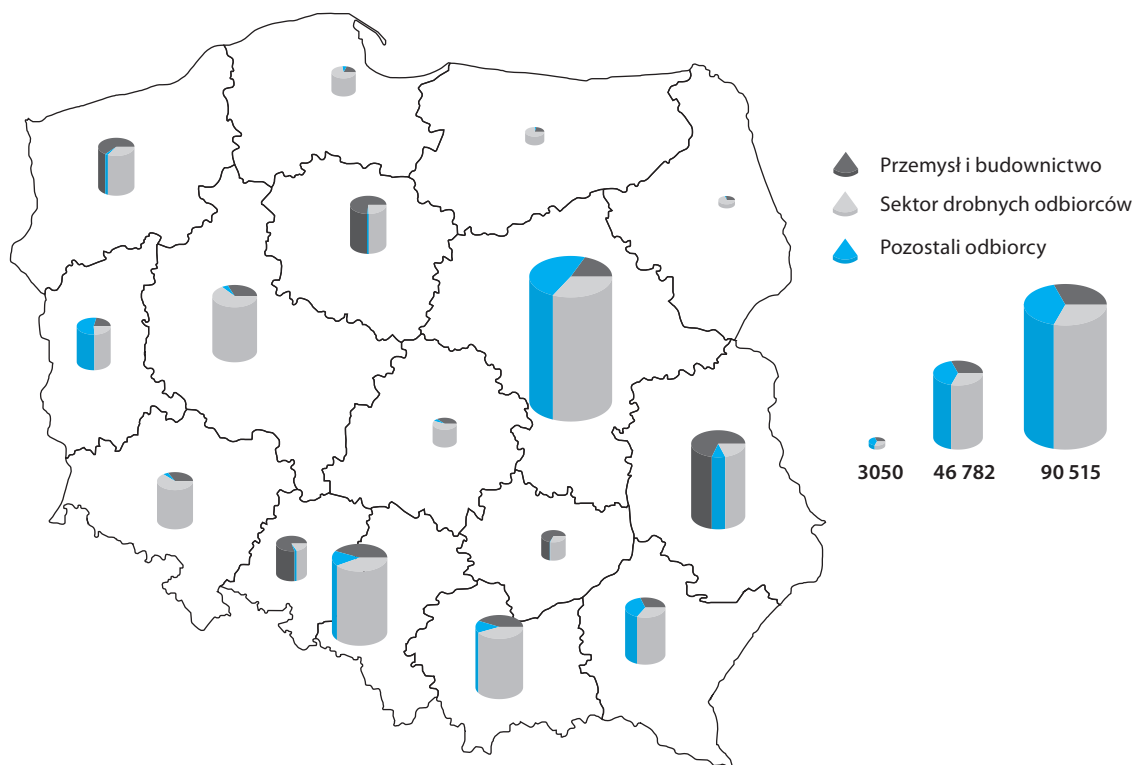 Przemysł i budownictwo
Sektor drobnych odbiorców
Pozostali odbiorcy
3050 46 782 90 515